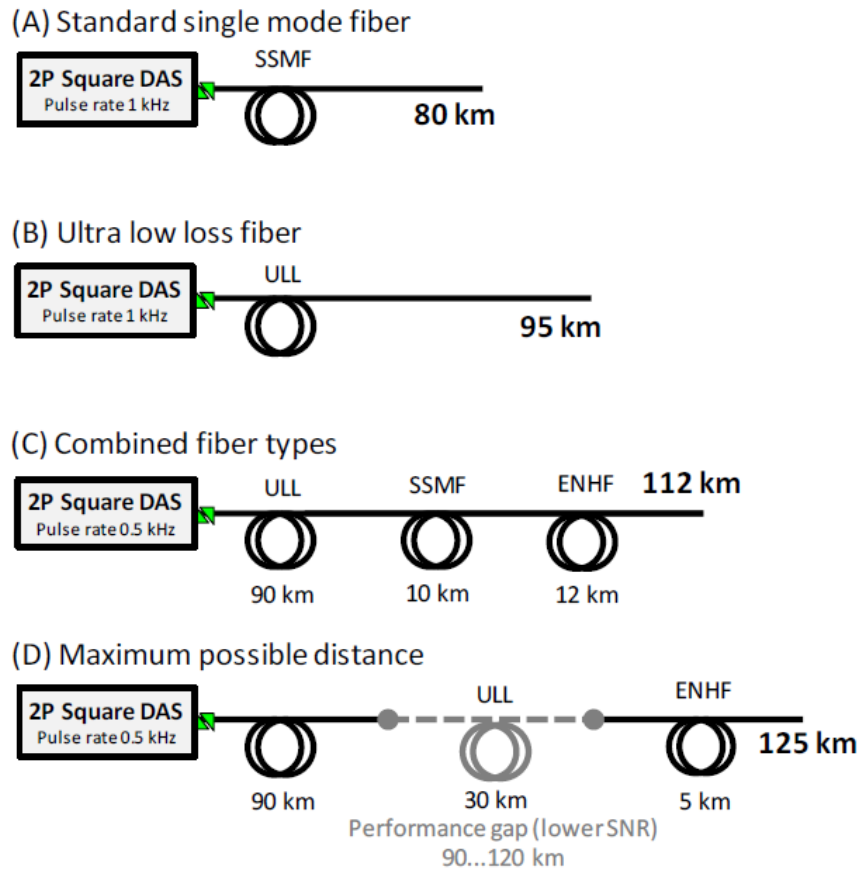 (A) Standard single mode fiber
SSMF
2P Square DAS
Pulse rate 1 kHz
80 km
(B) Ultra low loss fiber
ULL
2P Square DAS
Pulse rate 1 kHz
95 km
(C) Combined fiber types
ULL
SSMF
ENHF
112 km
2P Square DAS
Pulse rate 0.5 kHz
90 km
10 km
12 km
(D) Maximum possible distance
ULL
ENHF
2P Square DAS
Pulse rate 0.5 kHz
125 km
90 km
30 km
5 km
Performance gap (lower SNR)
90...120 km